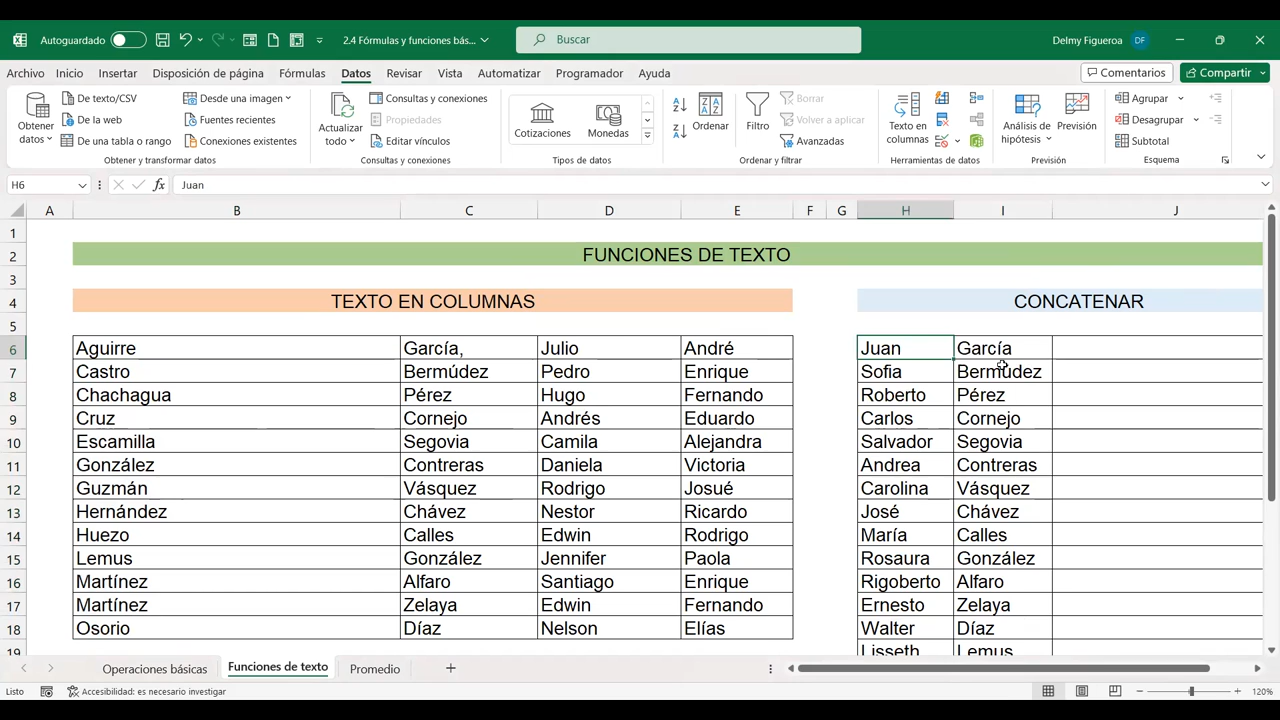 Autoguardado 2.4 Fórmulas y funciones bás... Buscar Delmy Figueroa DF
Archivo Inicio Insertar Disposición de página Fórmulas Datos Revisar Vista Automatizar Programador Ayuda Comentarios Compartir
Obtener datos De texto/CSV De la web De una tabla o rango Desde una imagen Fuentes recientes Conexiones existentes
Actualizar todo Consultas y conexiones Propiedades Editar vínculos
Cotizaciones Monedas
Ordenar Filtro Borrar Volver a aplicar Avanzadas
Texto en columnas
Análisis de hipótesis Previsión
Agrupar Desagrupar Subtotal
Obtener y transformar datos Consultas y conexiones Tipos de datos Ordenar y filtrar Herramientas de datos Previsión Esquema
H6 fx Juan
A B C D E F G H I J
1
2 FUNCIONES DE TEXTO
3
4 TEXTO EN COLUMNAS CONCATENAR
5
6 Aguirre García, Julio André Juan García
7 Castro Bermúdez Pedro Enrique Sofia Bermúdez
8 Chachagua Pérez Hugo Fernando Roberto Pérez
9 Cruz Cornejo Andrés Eduardo Carlos Cornejo
10 Escamilla Segovia Camila Alejandra Salvador Segovia
11 González Contreras Daniela Victoria Andrea Contreras
12 Guzmán Vásquez Rodrigo Josué Carolina Vásquez
13 Hernández Chávez Nestor Ricardo José Chávez
14 Huezo Calles Edwin Rodrigo María Calles
15 Lemus González Jennifer Paola Rosaura González
16 Martínez Alfaro Santiago Enrique Rigoberto Alfaro
17 Martínez Zelaya Edwin Fernando Ernesto Zelaya
18 Osorio Díaz Nelson Elías Walter Díaz
19 Lisseth Lemus
Operaciones básicas Funciones de texto Promedio
Listo Accesibilidad: es necesario investigar 120%